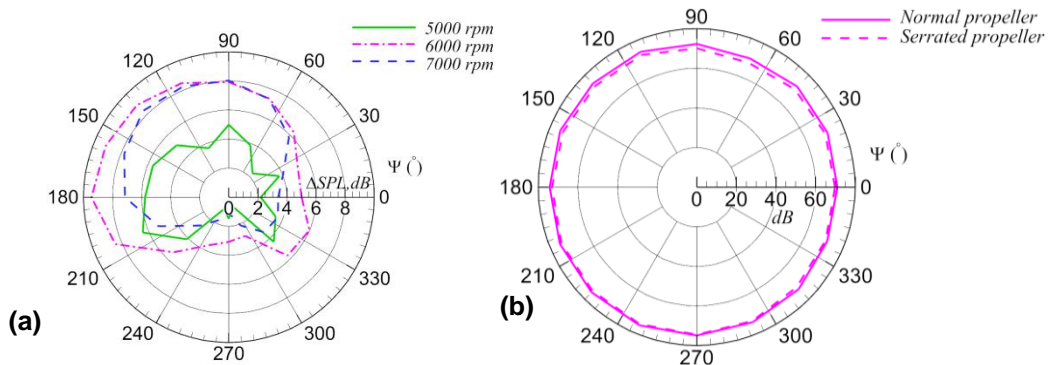 5000 rpm
6000 rpm
7000 rpm
90
120
60
150
30
Ψ (°)
180
ΔSPL, dB
0
0 2 4 6 8
210
330
240
300
270
(a)
Normal propeller
Serrated propeller
90
120
60
150
30
Ψ (°)
180
0
0 20 40 60
dB
210
330
240
300
270
(b)